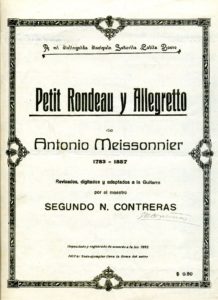 A mi distinguida discípula Señorita
Petit Rondeau y Allegretto
de
Antonio Meissonnier
1783 - 1857
Revisados, digitados y adaptados a la Guitarra
por el maestro
SEGUNDO N. CONTRERAS
$ 0.80